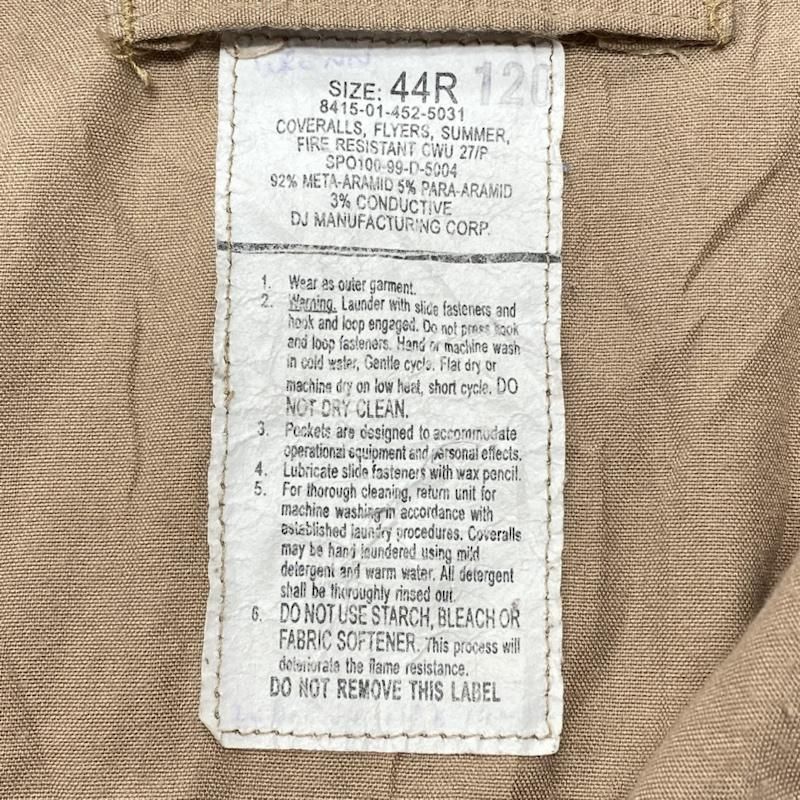 SIZE: 44R 120
8415-01-452-5031
COVERALLS, FLYERS, SUMMER,
FIRE RESISTANT CWU 27/P
SPO100-99-D-5004
92% META-ARAMID 5% PARA-ARAMID
3% CONDUCTIVE
DJ MANUFACTURING CORP.
1. Wear as outer garment.
2. Warning. Launder with slide fasteners and
hook and loop engaged. Do not press hook
and loop fasteners. Hand or machine wash
in cold water, Gentle cycle. Flat dry or
machine dry on low heat, short cycle. DO
NOT DRY CLEAN.
3. Pockets are designed to accommodate
operational equipment and personal effects.
4. Lubricate slide fasteners with wax pencil.
5. For thorough cleaning, return unit for
machine washing in accordance with
established laundry procedures. Coveralls
may be hand laundered using mild
detergent and warm water. All detergent
shall be thoroughly rinsed out.
6. DO NOT USE STARCH, BLEACH OR
FABRIC SOFTENER. This process will
deteriorate the flame resistance.
DO NOT REMOVE THIS LABEL